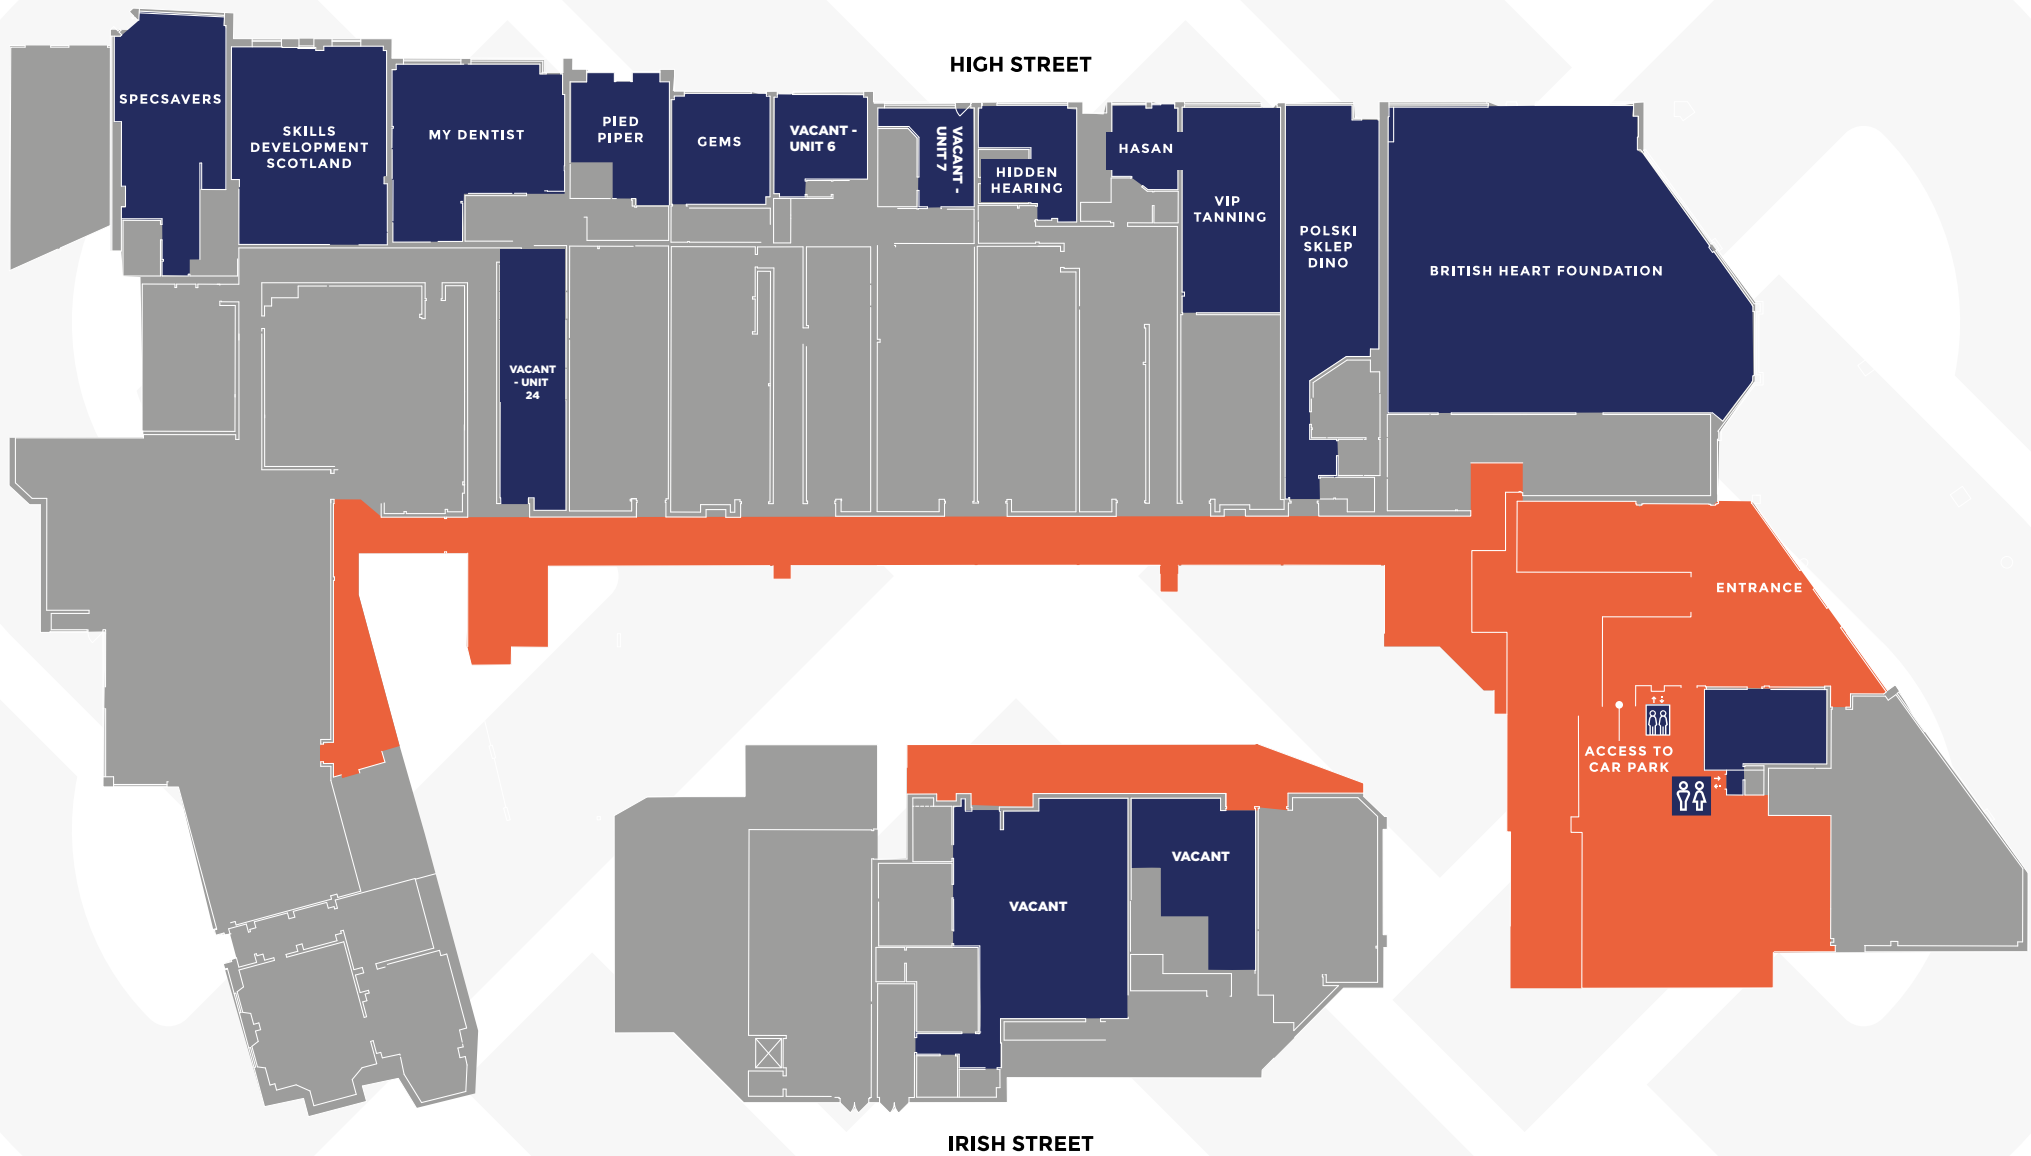 HIGH STREET
SPECSAVERS
SKILLS
DEVELOPMENT
SCOTLAND
MY DENTIST
PIED
PIPER
GEMS
VACANT -
UNIT 6
VACANT -
UNIT 7
HIDDEN
HEARING
HASAN
VIP
TANNING
POLSKI
SKLEP
DINO
BRITISH HEART FOUNDATION
VACANT
- UNIT
24
ENTRANCE
ACCESS TO
CAR PARK
VACANT
VACANT
IRISH STREET